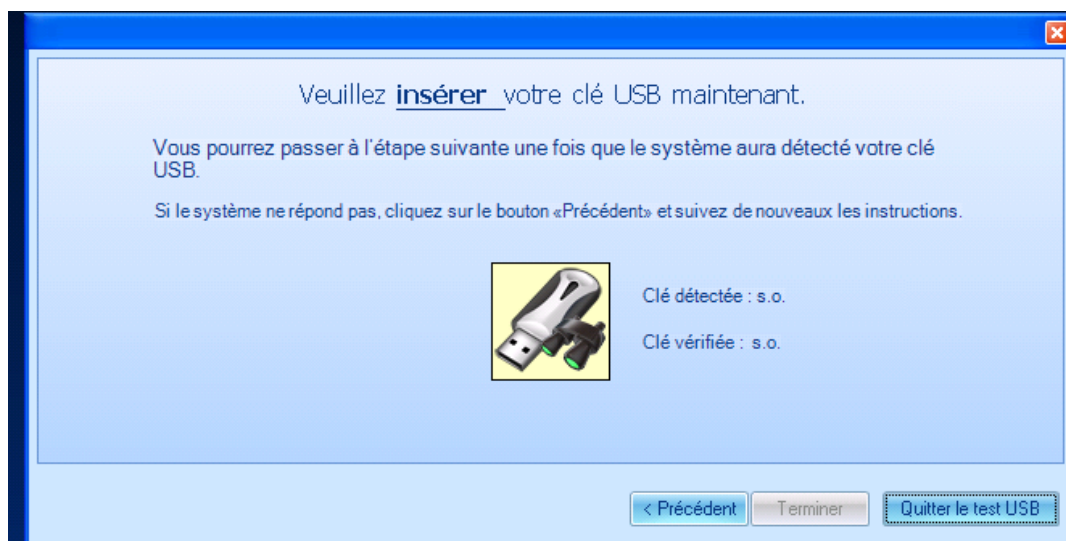 Veuillez insérer votre clé USB maintenant.
Vous pourrez passer à l'étape suivante une fois que le système aura détecté votre clé
USB.
Si le système ne répond pas, cliquez sur le bouton «Précédent» et suivez de nouveaux les instructions.
Clé détectée : s.o.
Clé vérifiée : s.o.
< Précédent Terminer Quitter le test USB